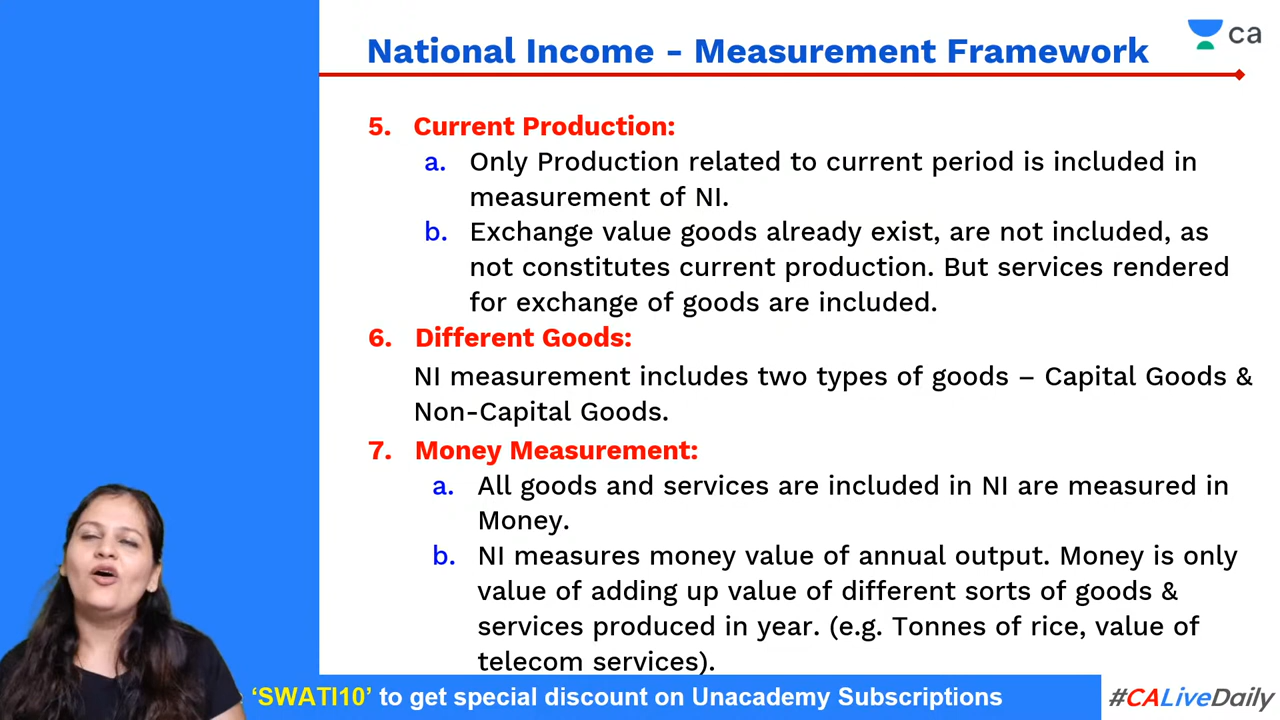 National Income - Measurement Framework
ca
5. Current Production:
a. Only Production related to current period is included in
measurement of NI.
b. Exchange value goods already exist, are not included, as
not constitutes current production. But services rendered
for exchange of goods are included.
6. Different Goods:
NI measurement includes two types of goods – Capital Goods &
Non-Capital Goods.
7. Money Measurement:
a. All goods and services are included in NI are measured in
Money.
b. NI measures money value of annual output. Money is only
value of adding up value of different sorts of goods &
services produced in year. (e.g. Tonnes of rice, value of
telecom services).
‘SWATI10’ to get special discount on Unacademy Subscriptions
#CALiveDaily